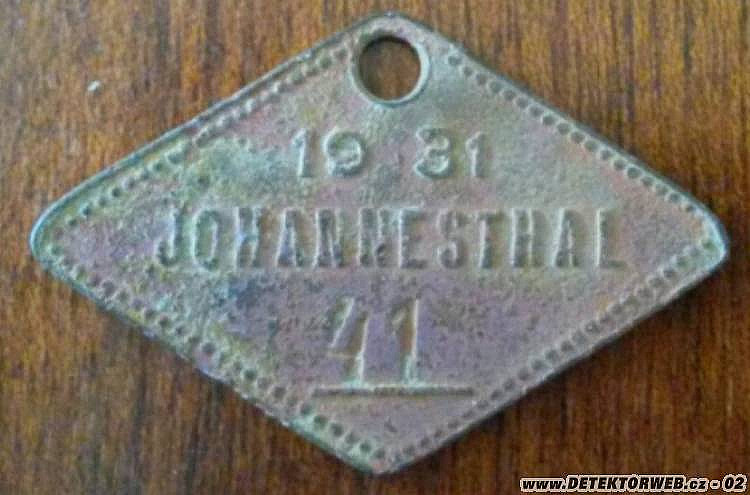 19 31
JOHANNESTHAL
41
www.DETEKTORWEB.cz - 02